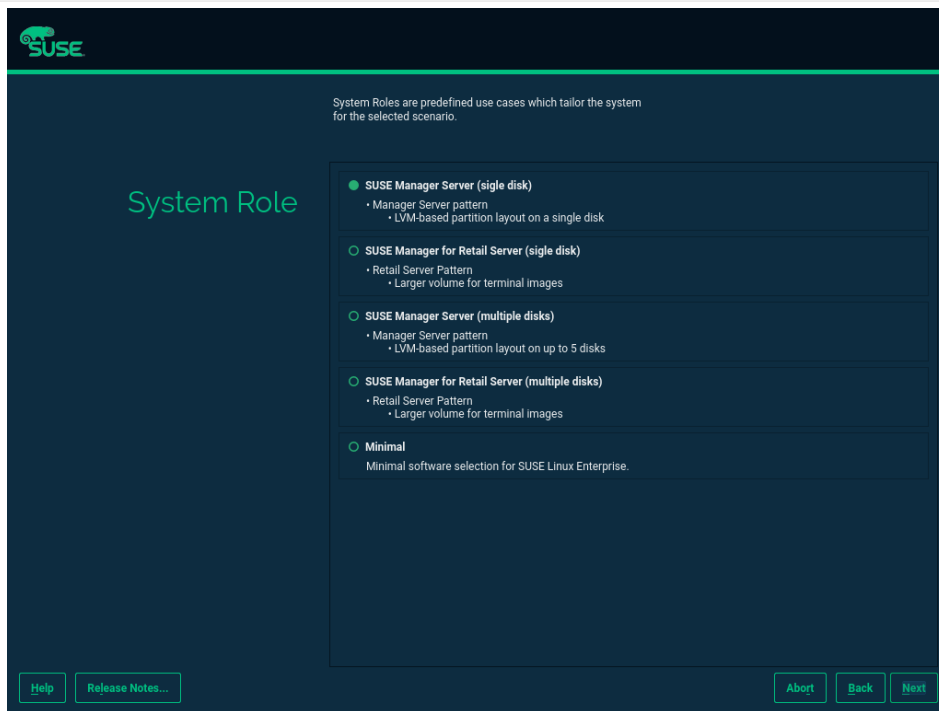 SUSE
System Roles are predefined use cases which tailor the system
for the selected scenario.
System Role
SUSE Manager Server (sigle disk)
• Manager Server pattern
• LVM-based partition layout on a single disk
SUSE Manager for Retail Server (sigle disk)
• Retail Server Pattern
• Larger volume for terminal images
SUSE Manager Server (multiple disks)
• Manager Server pattern
• LVM-based partition layout on up to 5 disks
SUSE Manager for Retail Server (multiple disks)
• Retail Server Pattern
• Larger volume for terminal images
Minimal
Minimal software selection for SUSE Linux Enterprise.
Help Release Notes... Abort Back Next